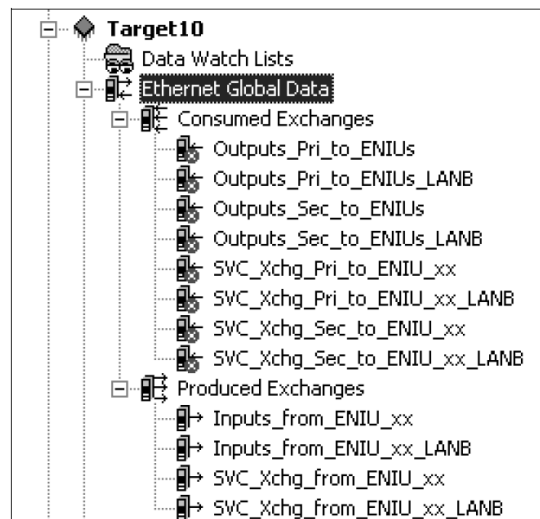 Target10
Data Watch Lists
Ethernet Global Data
Consumed Exchanges
Outputs_Pri_to_ENIUs
Outputs_Pri_to_ENIUs_LANB
Outputs_Sec_to_ENIUs
Outputs_Sec_to_ENIUs_LANB
SVC_Xchg_Pri_to_ENIU_xx
SVC_Xchg_Pri_to_ENIU_xx_LANB
SVC_Xchg_Sec_to_ENIU_xx
SVC_Xchg_Sec_to_ENIU_xx_LANB
Produced Exchanges
Inputs_from_ENIU_xx
Inputs_from_ENIU_xx_LANB
SVC_Xchg_from_ENIU_xx
SVC_Xchg_from_ENIU_xx_LANB